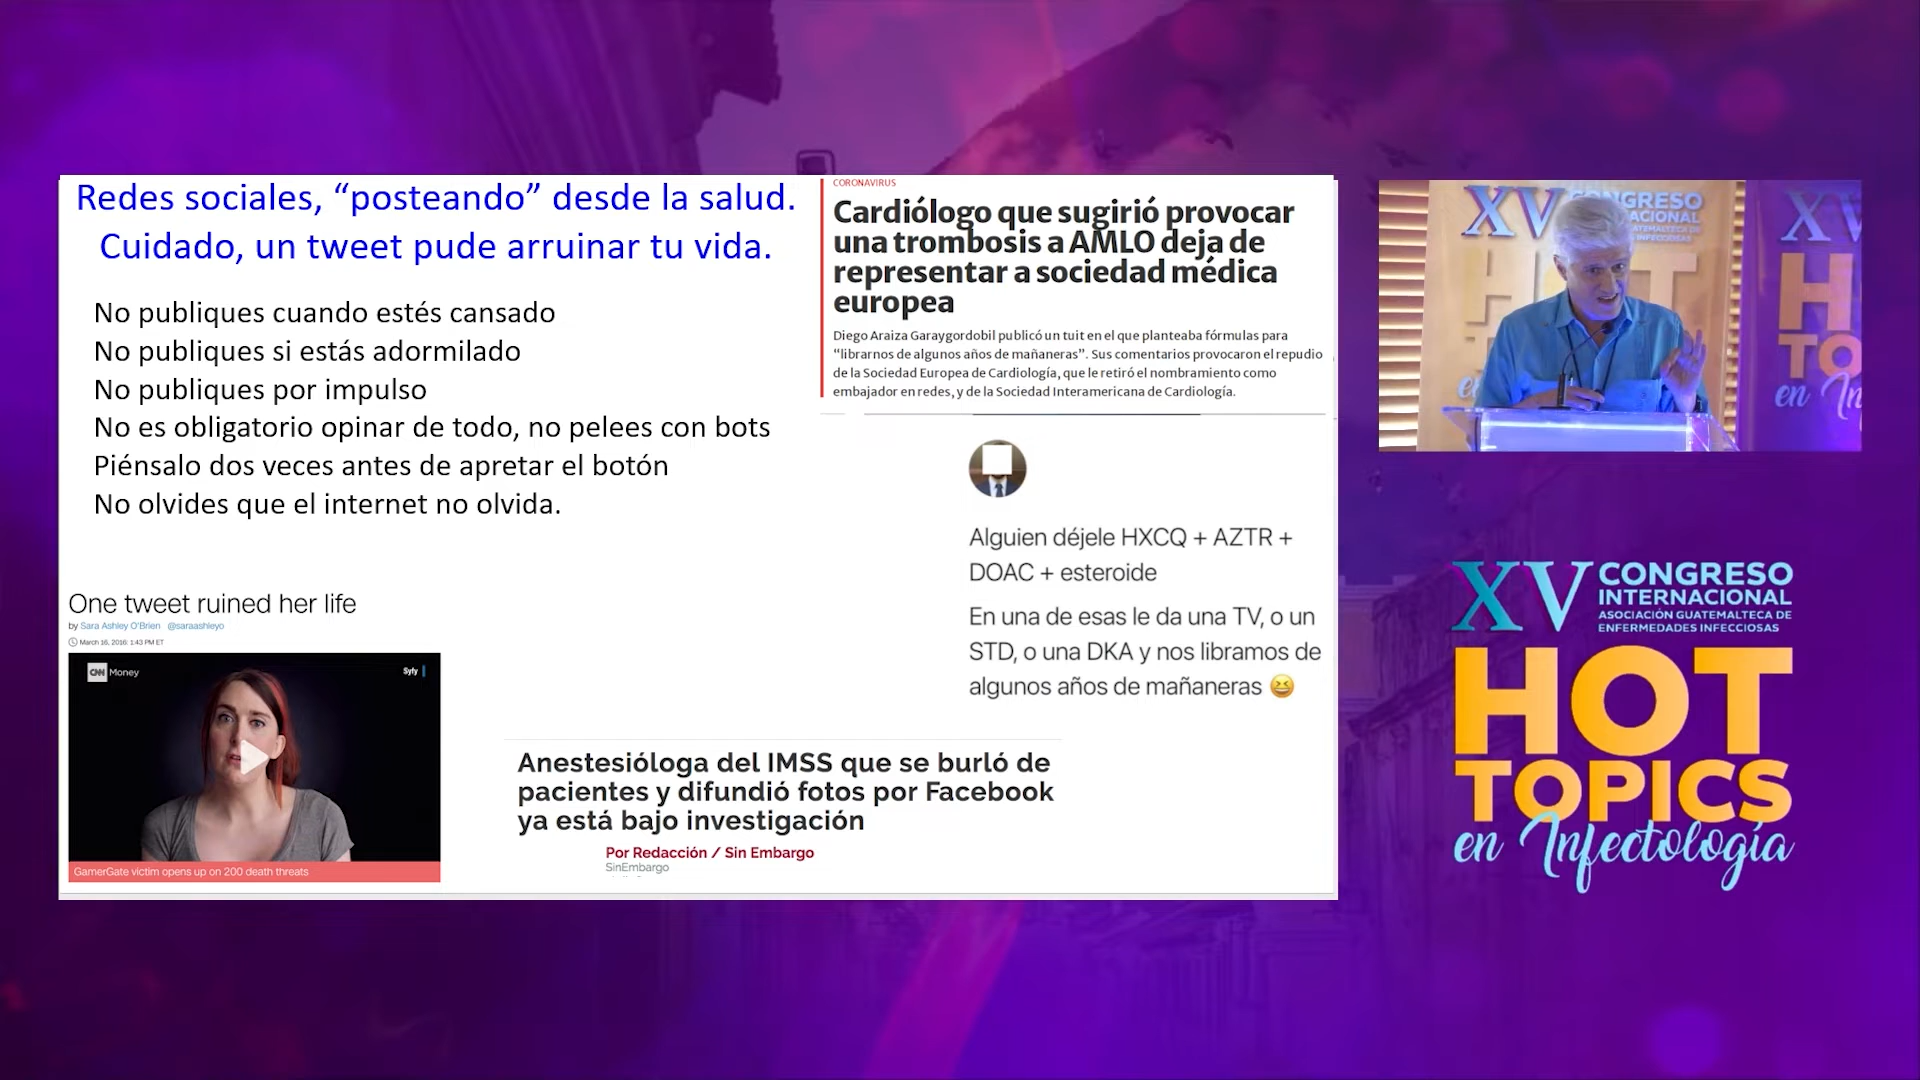 Redes sociales, “posteando” desde la salud.
Cuidado, un tweet pude arruinar tu vida.
No publiques cuando estés cansado
No publiques si estás adormilado
No publiques por impulso
No es obligatorio opinar de todo, no pelees con bots
Piénsalo dos veces antes de apretar el botón
No olvides que el internet no olvida.
One tweet ruined her life
by Sara Ashley O'Brien @saraashleyo
March 16, 2016: 1:43 PM ET
CNN Money
Syfy
GamerGate victim opens up on 200 death threats
CORONAVIRUS
Cardiólogo que sugirió provocar
una trombosis a AMLO deja de
representar a sociedad médica
europea
Diego Araiza Garaygordobil publicó un tuit en el que planteaba fórmulas para
“librarnos de algunos años de mañaneras”. Sus comentarios provocaron el repudio
de la Sociedad Europea de Cardiología, que le retiró el nombramiento como
embajador en redes, y de la Sociedad Interamericana de Cardiología.
Alguien déjele HXCQ + AZTR +
DOAC + esteroide
En una de esas le da una TV, o un
STD, o una DKA y nos libramos de
algunos años de mañaneras 😆
Anestesióloga del IMSS que se burló de
pacientes y difundió fotos por Facebook
ya está bajo investigación
Por Redacción / Sin Embargo
SinEmbargo
XV CONGRESO
INTERNACIONAL
ASOCIACIÓN GUATEMALTECA DE
ENFERMEDADES INFECCIOSAS
HOT
TOPICS
en Infectología